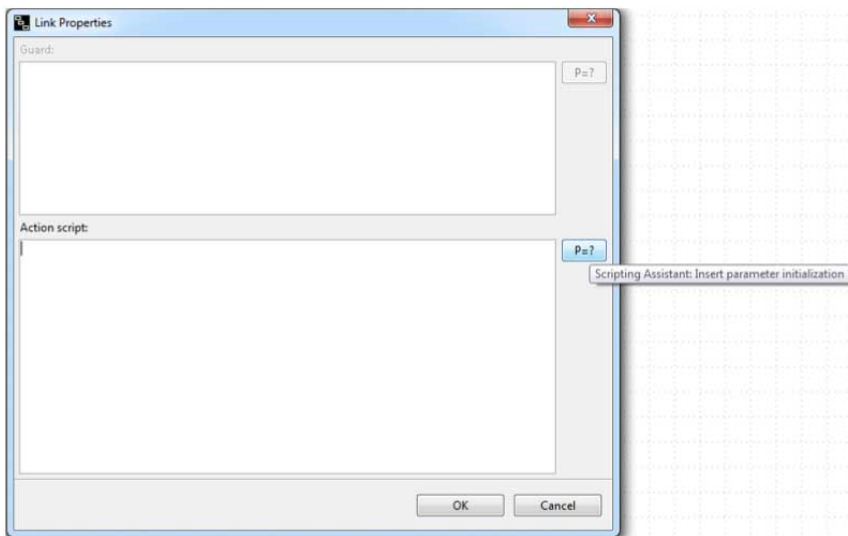 Link Properties
Guard:
P=?
Action script:
P=?
Scripting Assistant: Insert parameter initialization
OK
Cancel